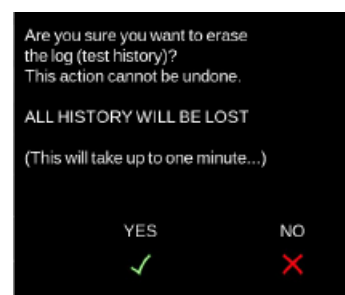 Are you sure you want to erase
the log (test history)?
This action cannot be undone.
ALL HISTORY WILL BE LOST
(This will take up to one minute...)
YES NO